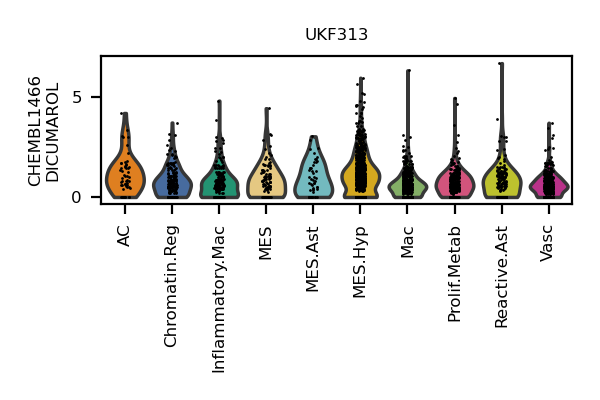 UKF313
CHEMBL1466
DICUMAROL
5
0
AC
Chromatin.Reg
Inflammatory.Mac
MES
MES.Ast
MES.Hyp
Mac
Prolif.Metab
Reactive.Ast
Vasc